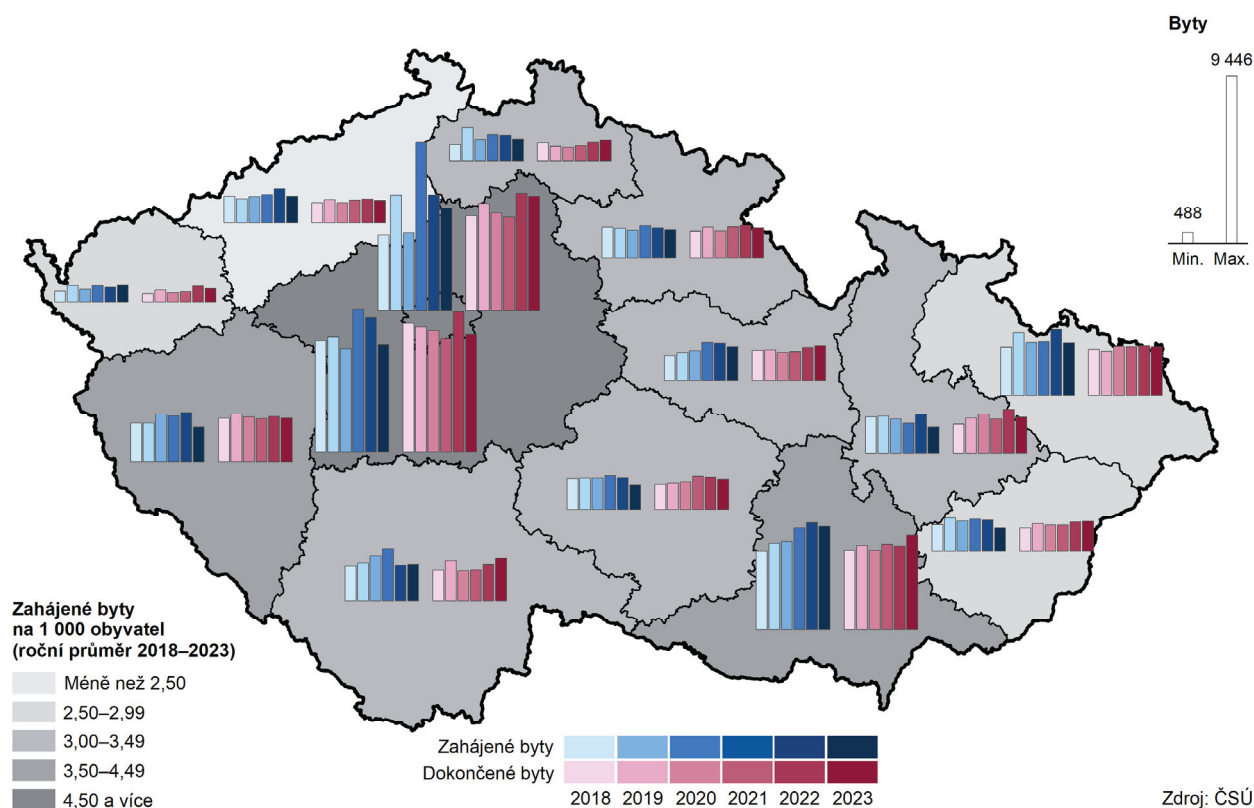 Byty
9 446
488
Min. Max.
Zahájené byty
na 1 000 obyvatel
(roční průměr 2018–2023)
Méně než 2,50
2,50–2,99
3,00–3,49
3,50–4,49
4,50 a více
Zahájené byty
Dokončené byty
2018 2019 2020 2021 2022 2023
Zdroj: ČSÚ